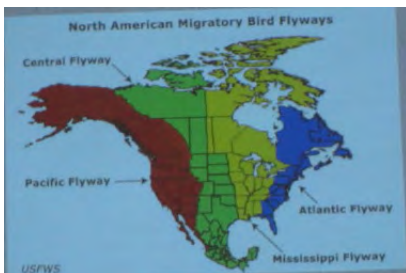 North American Migratory Bird Flyways
Central Flyway
Pacific Flyway
Atlantic Flyway
Mississippi Flyway
USFWS